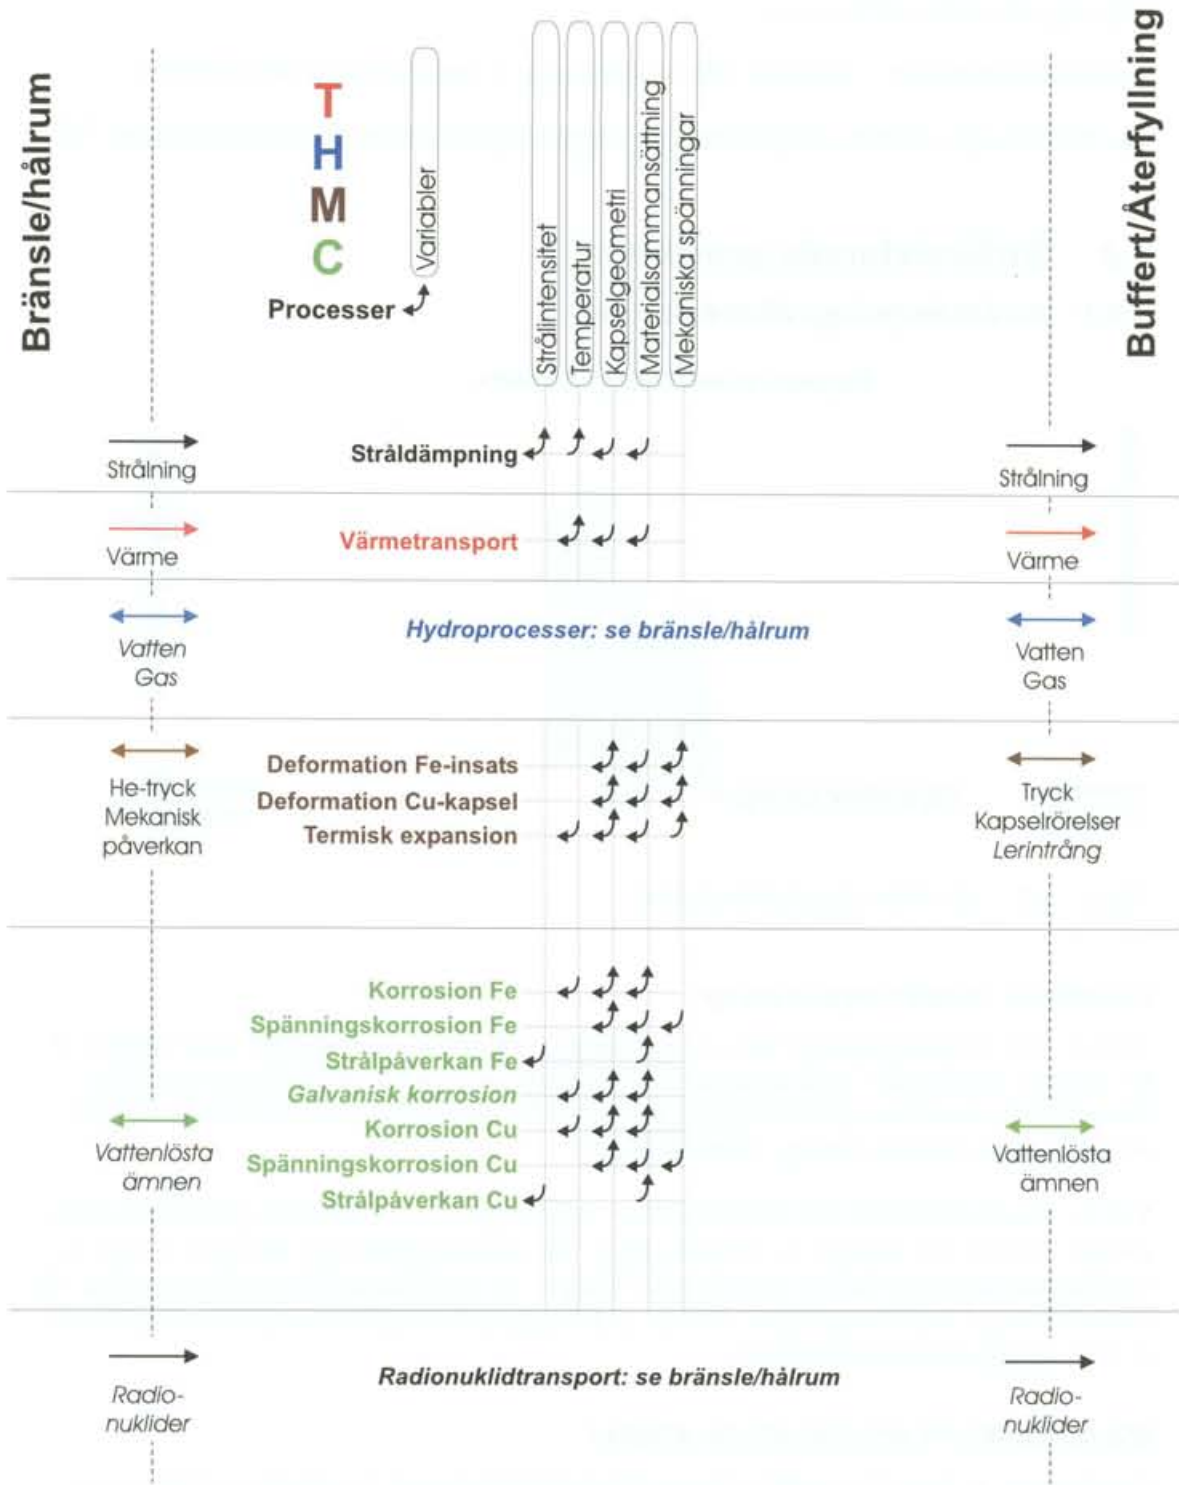 Bränsle/hålrum
T
H
M
C
Variabler
Processer
Strålintensitet
Temperatur
Kapselgeometri
Materialsammansättning
Mekaniska spänningar
Buffert/Återfyllning
Strålning
Stråldämpning
Strålning
Värme
Värmetransport
Värme
Vatten
Gas
Hydroprocesser: se bränsle/hålrum
Vatten
Gas
He-tryck
Mekanisk
påverkan
Deformation Fe-insats
Deformation Cu-kapsel
Termisk expansion
Tryck
Kapselrörelser
Lerintrång
Vattenlösta
ämnen
Korrosion Fe
Spänningskorrosion Fe
Strålpåverkan Fe
Galvanisk korrosion
Korrosion Cu
Spänningskorrosion Cu
Strålpåverkan Cu
Vattenlösta
ämnen
Radio-
nuklider
Radionuklidtransport: se bränsle/hålrum
Radio-
nuklider